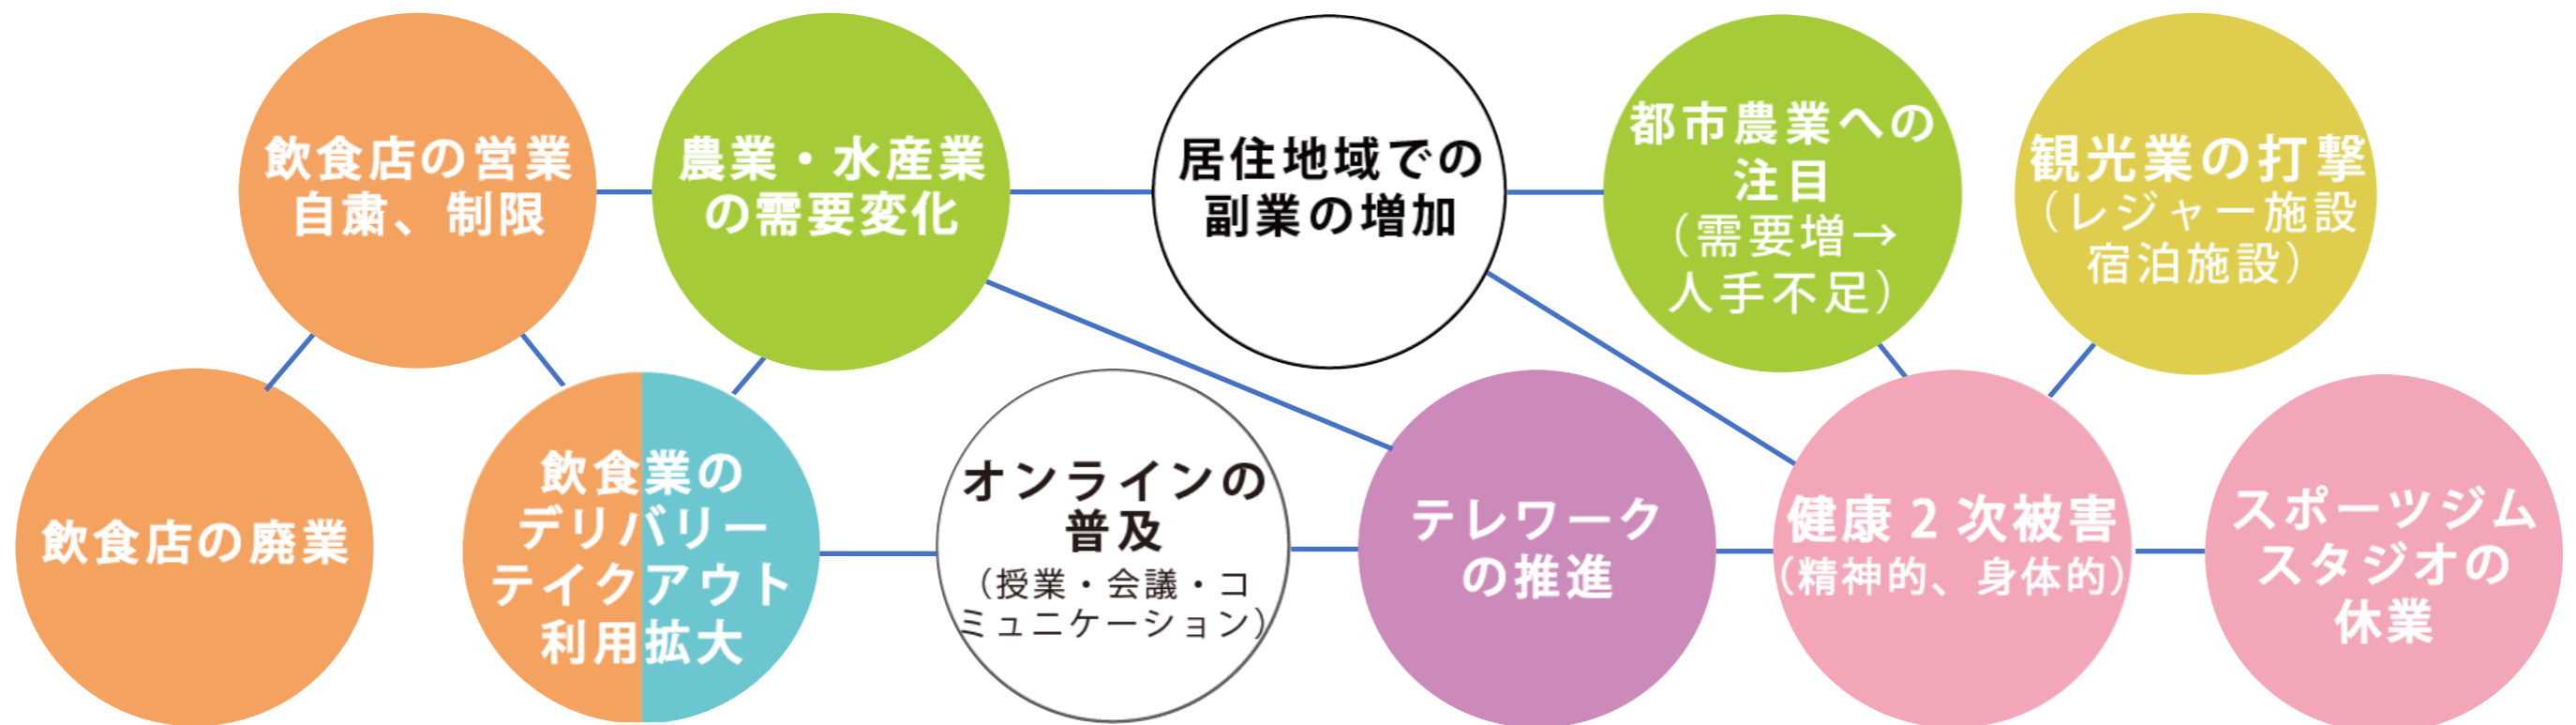 飲食店の営業
自粛、制限
農業・水産業
の需要変化
居住地域での
副業の増加
都市農業への
注目
（需要増→
人手不足）
観光業の打撃
（レジャー施設
宿泊施設）
飲食店の廃業
飲食業の
デリバリー
テイクアウト
利用拡大
オンラインの
普及
（授業・会議・コ
ミュニケーション）
テレワーク
の推進
健康 2 次被害
（精神的、身体的）
スポーツジム
スタジオの
休業